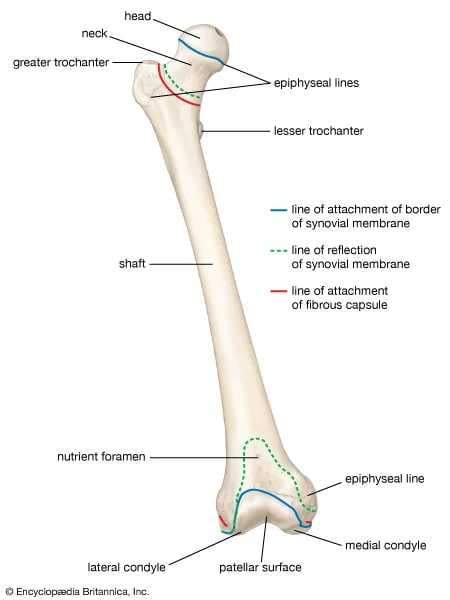 head
neck
greater trochanter
epiphyseal lines
lesser trochanter
line of attachment of border
of synovial membrane
line of reflection
of synovial membrane
shaft
line of attachment
of fibrous capsule
nutrient foramen
epiphyseal line
medial condyle
lateral condyle
patellar surface
© Encyclopædia Britannica, Inc.